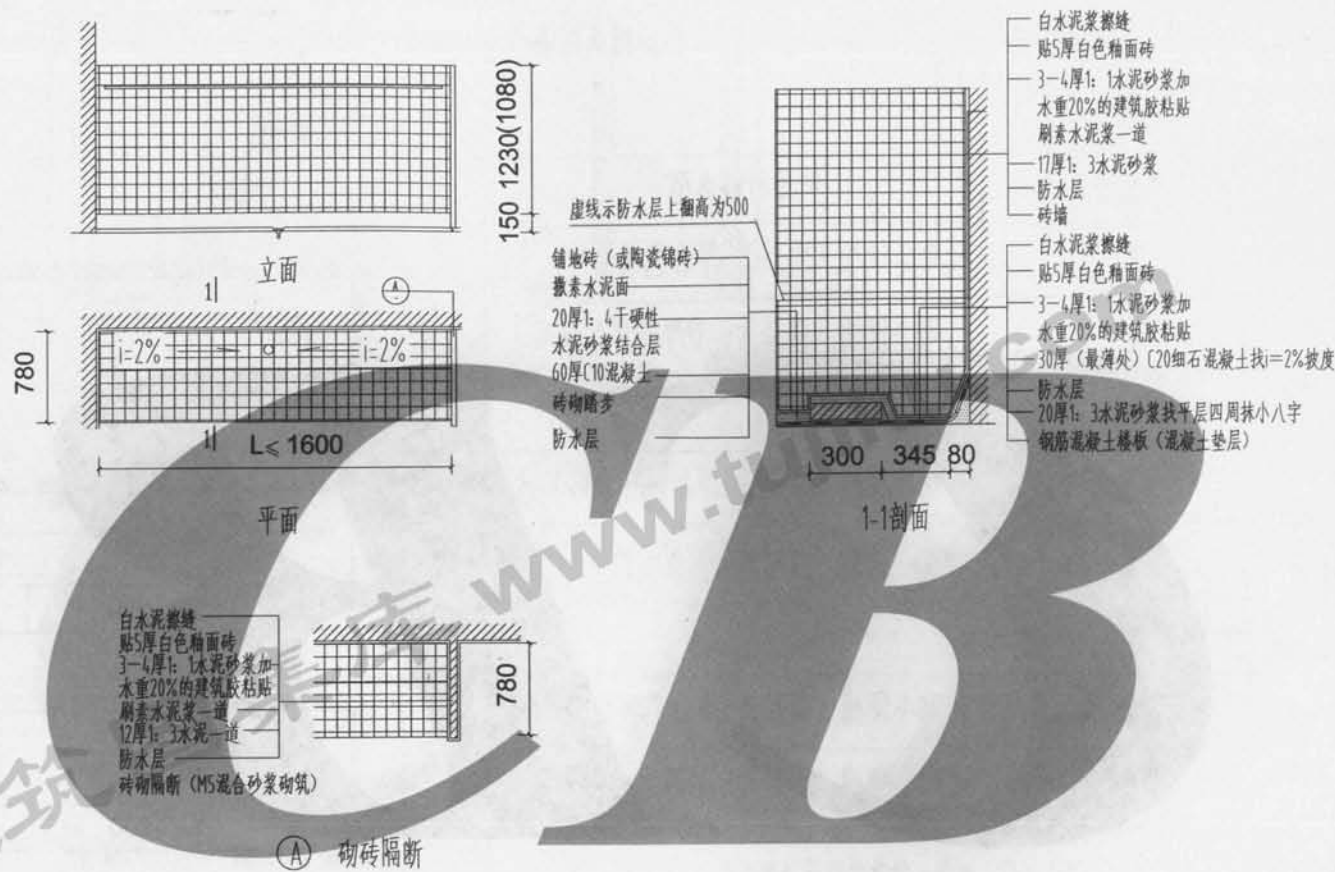 150 1230(1080)
立面
1
A
i=2%
i=2%
780
1
L≤ 1600
平面
虚线示防水层上翻高为500
铺地砖（或陶瓷锦砖）
撒素水泥面
20厚1：4干硬性
水泥砂浆结合层
60厚C10混凝土
砖砌踏步
防水层
白水泥浆擦缝
贴5厚白色釉面砖
3—4厚1：1水泥砂浆加
水重20%的建筑胶粘贴
刷素水泥浆一道
17厚1：3水泥砂浆
防水层
砖墙
白水泥浆擦缝
贴5厚白色釉面砖
3—4厚1：1水泥砂浆加
水重20%的建筑胶粘贴
30厚（最薄处）C20细石混凝土找i=2%坡度
防水层
20厚1：3水泥砂浆找平层四周抹小八字
钢筋混凝土楼板（混凝土垫层）
300 345 80
1-1剖面
白水泥擦缝
贴5厚白色釉面砖
3—4厚1：1水泥砂浆加
水重20%的建筑胶粘贴
刷素水泥浆一道
12厚1：3水泥一道
防水层
砖砌隔断（M5混合砂浆砌筑）
780
A 砌砖隔断
CB